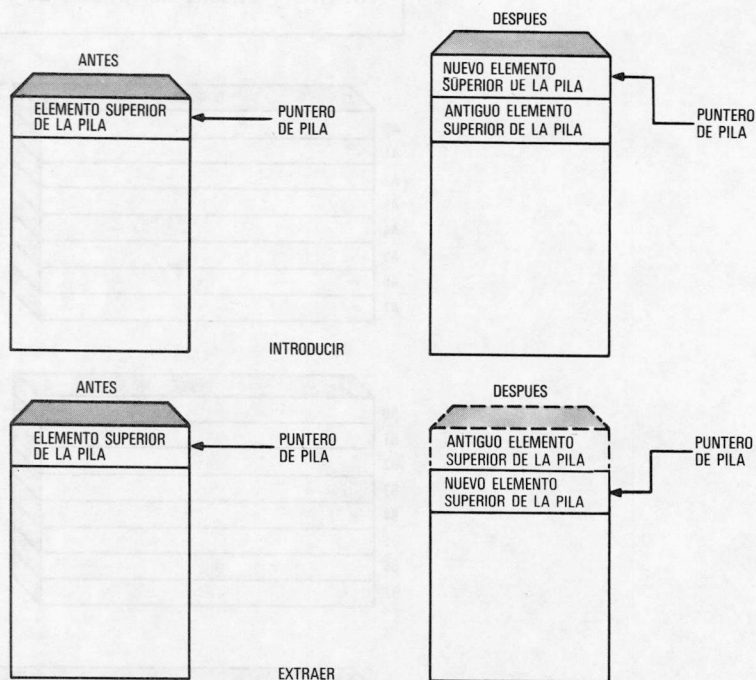 ANTES
ELEMENTO SUPERIOR
DE LA PILA
PUNTERO
DE PILA
DESPUES
NUEVO ELEMENTO
SUPERIOR DE LA PILA
ANTIGUO ELEMENTO
SUPERIOR DE LA PILA
PUNTERO
DE PILA
INTRODUCIR
ANTES
ELEMENTO SUPERIOR
DE LA PILA
PUNTERO
DE PILA
DESPUES
ANTIGUO ELEMENTO
SUPERIOR DE LA PILA
NUEVO ELEMENTO
SUPERIOR DE LA PILA
PUNTERO
DE PILA
EXTRAER